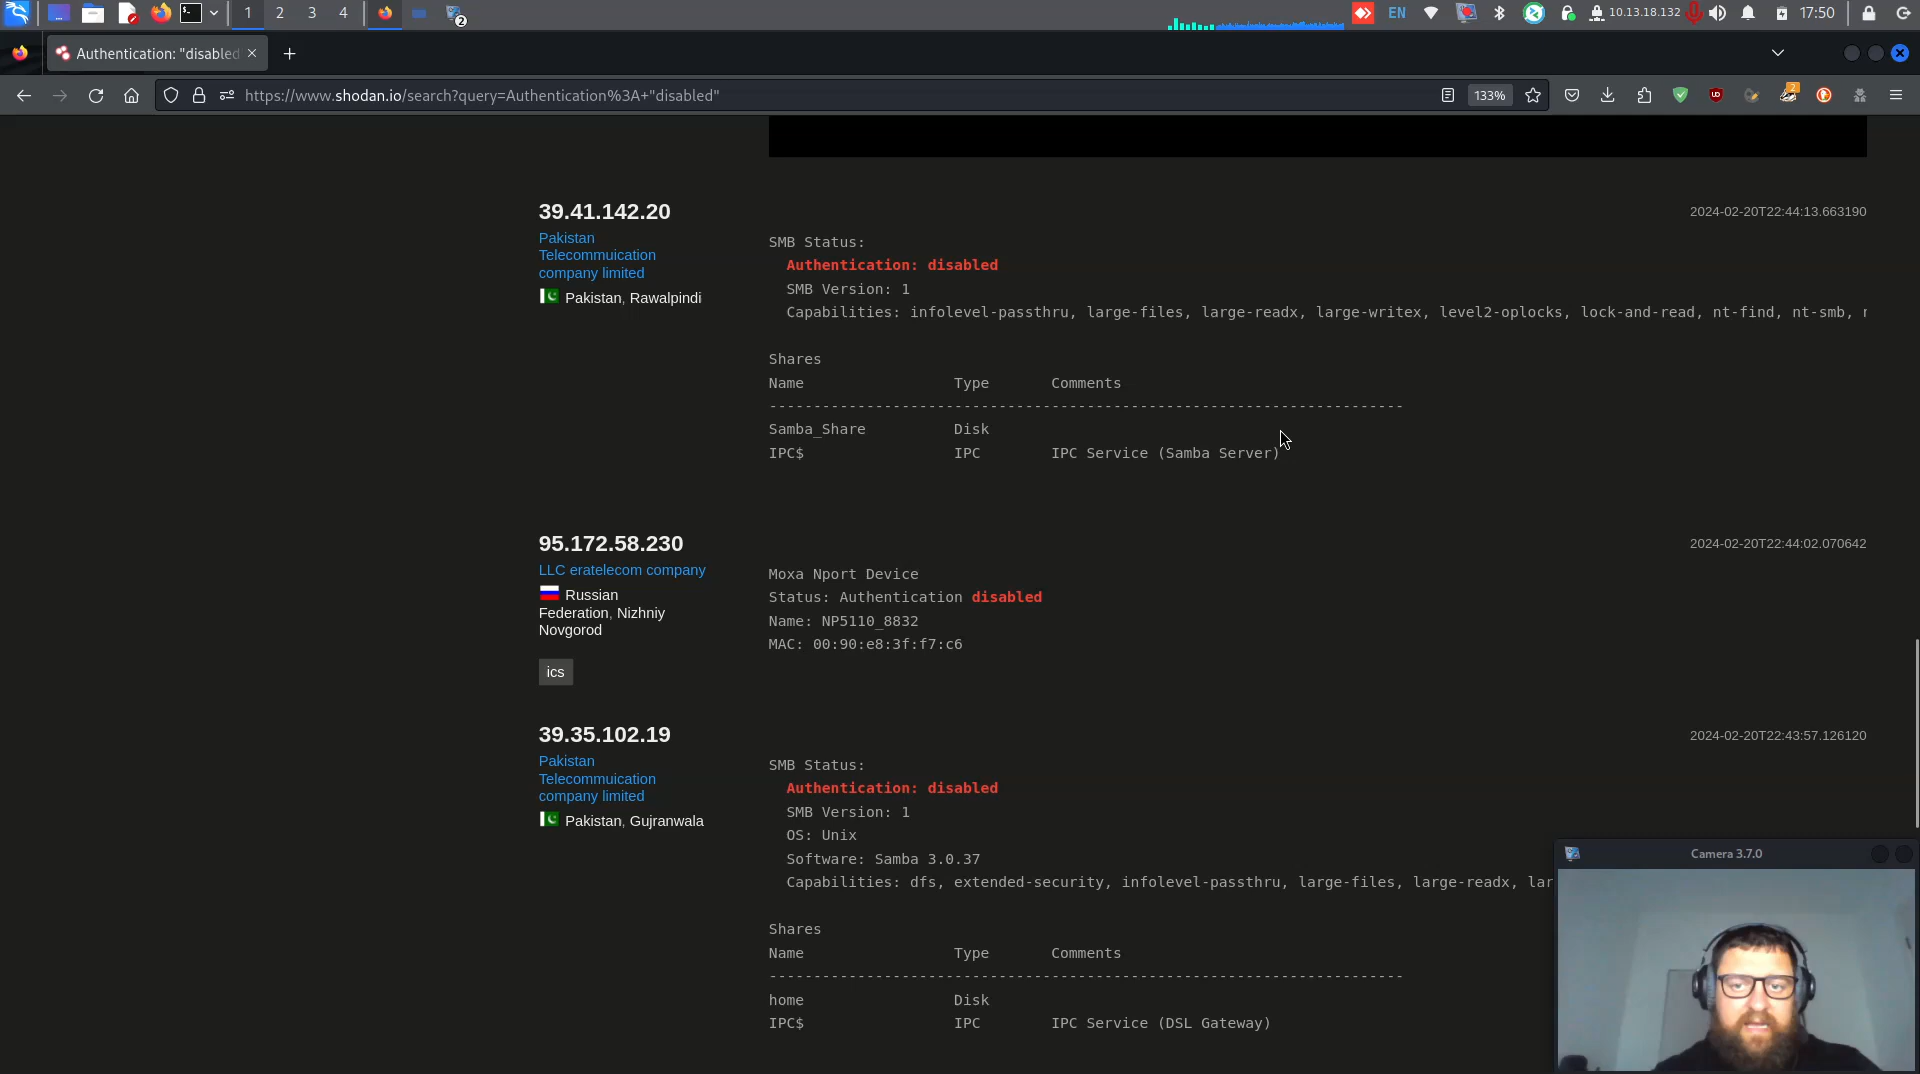 1 2 3 4
2
EN
10.13.18.132
17:50
Authentication: "disabled
https://www.shodan.io/search?query=Authentication%3A+"disabled"
133%
2
39.41.142.20
2024-02-20T22:44:13.663190
Pakistan
Telecommuication
company limited
Pakistan, Rawalpindi
SMB Status:
Authentication: disabled
SMB Version: 1
Capabilities: infolevel-passthru, large-files, large-readx, large-writex, level2-oplocks, lock-and-read, nt-find, nt-smb,
Shares
Name Type Comments
------------------------------------------------------------------------
Samba_Share Disk
IPC$ IPC IPC Service (Samba Server)
95.172.58.230
2024-02-20T22:44:02.070642
LLC eratelecom company
Russian
Federation, Nizhniy
Novgorod
ics
Moxa Nport Device
Status: Authentication disabled
Name: NP5110_8832
MAC: 00:90:e8:3f:f7:c6
39.35.102.19
2024-02-20T22:43:57.126120
Pakistan
Telecommuication
company limited
Pakistan, Gujranwala
SMB Status:
Authentication: disabled
SMB Version: 1
OS: Unix
Software: Samba 3.0.37
Capabilities: dfs, extended-security, infolevel-passthru, large-files, large-readx, lar
Shares
Name Type Comments
------------------------------------------------------------------------
home Disk
IPC$ IPC IPC Service (DSL Gateway)
Camera 3.7.0